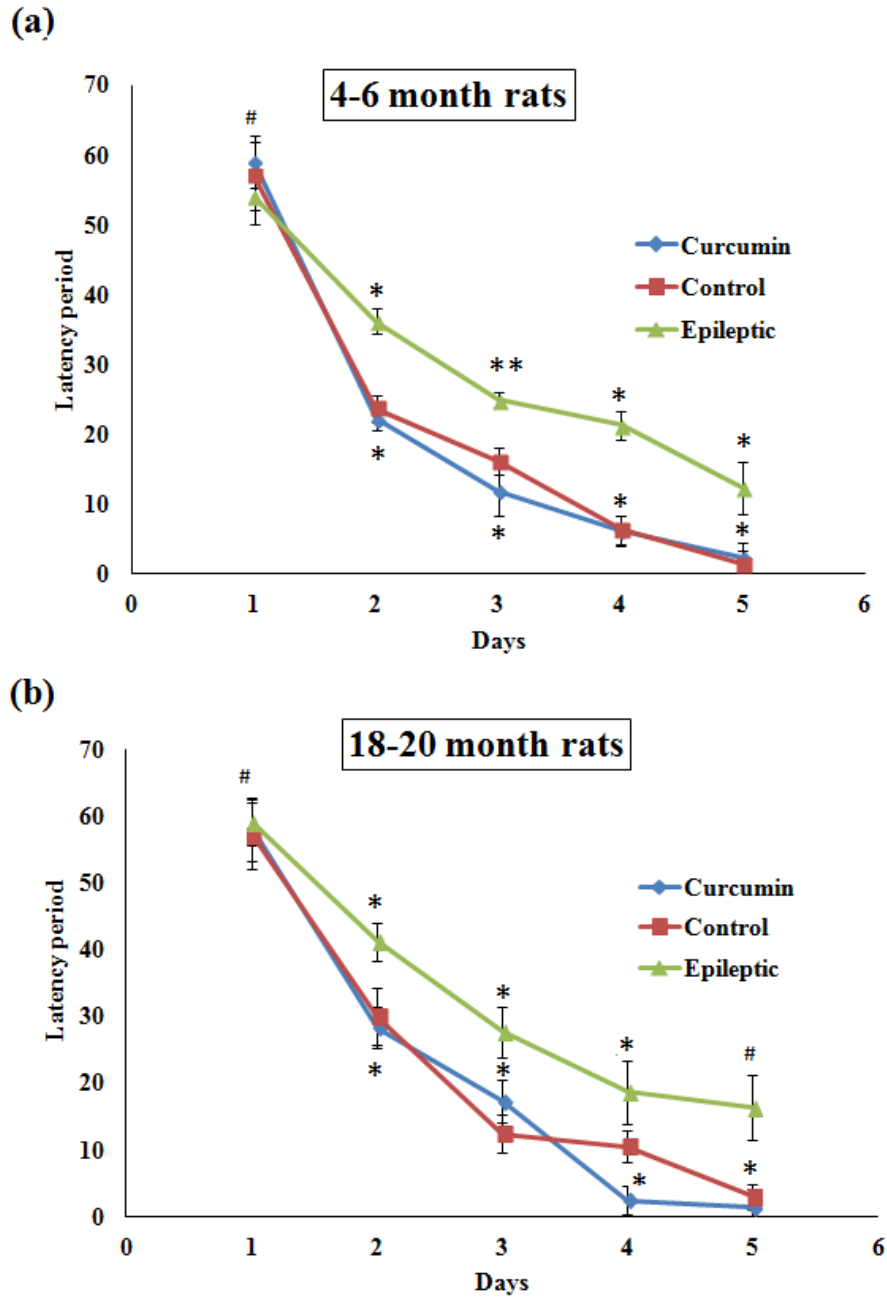 (a)
4-6 month rats
70
60
50
40
30
20
10
0
Latency period
#
*
**
*
*
*
*
*
*
Curcumin
Control
Epileptic
0 1 2 3 4 5 6
Days
(b)
18-20 month rats
70
60
50
40
30
20
10
0
Latency period
#
*
*
*
#
*
*
*
*
Curcumin
Control
Epileptic
0 1 2 3 4 5 6
Days